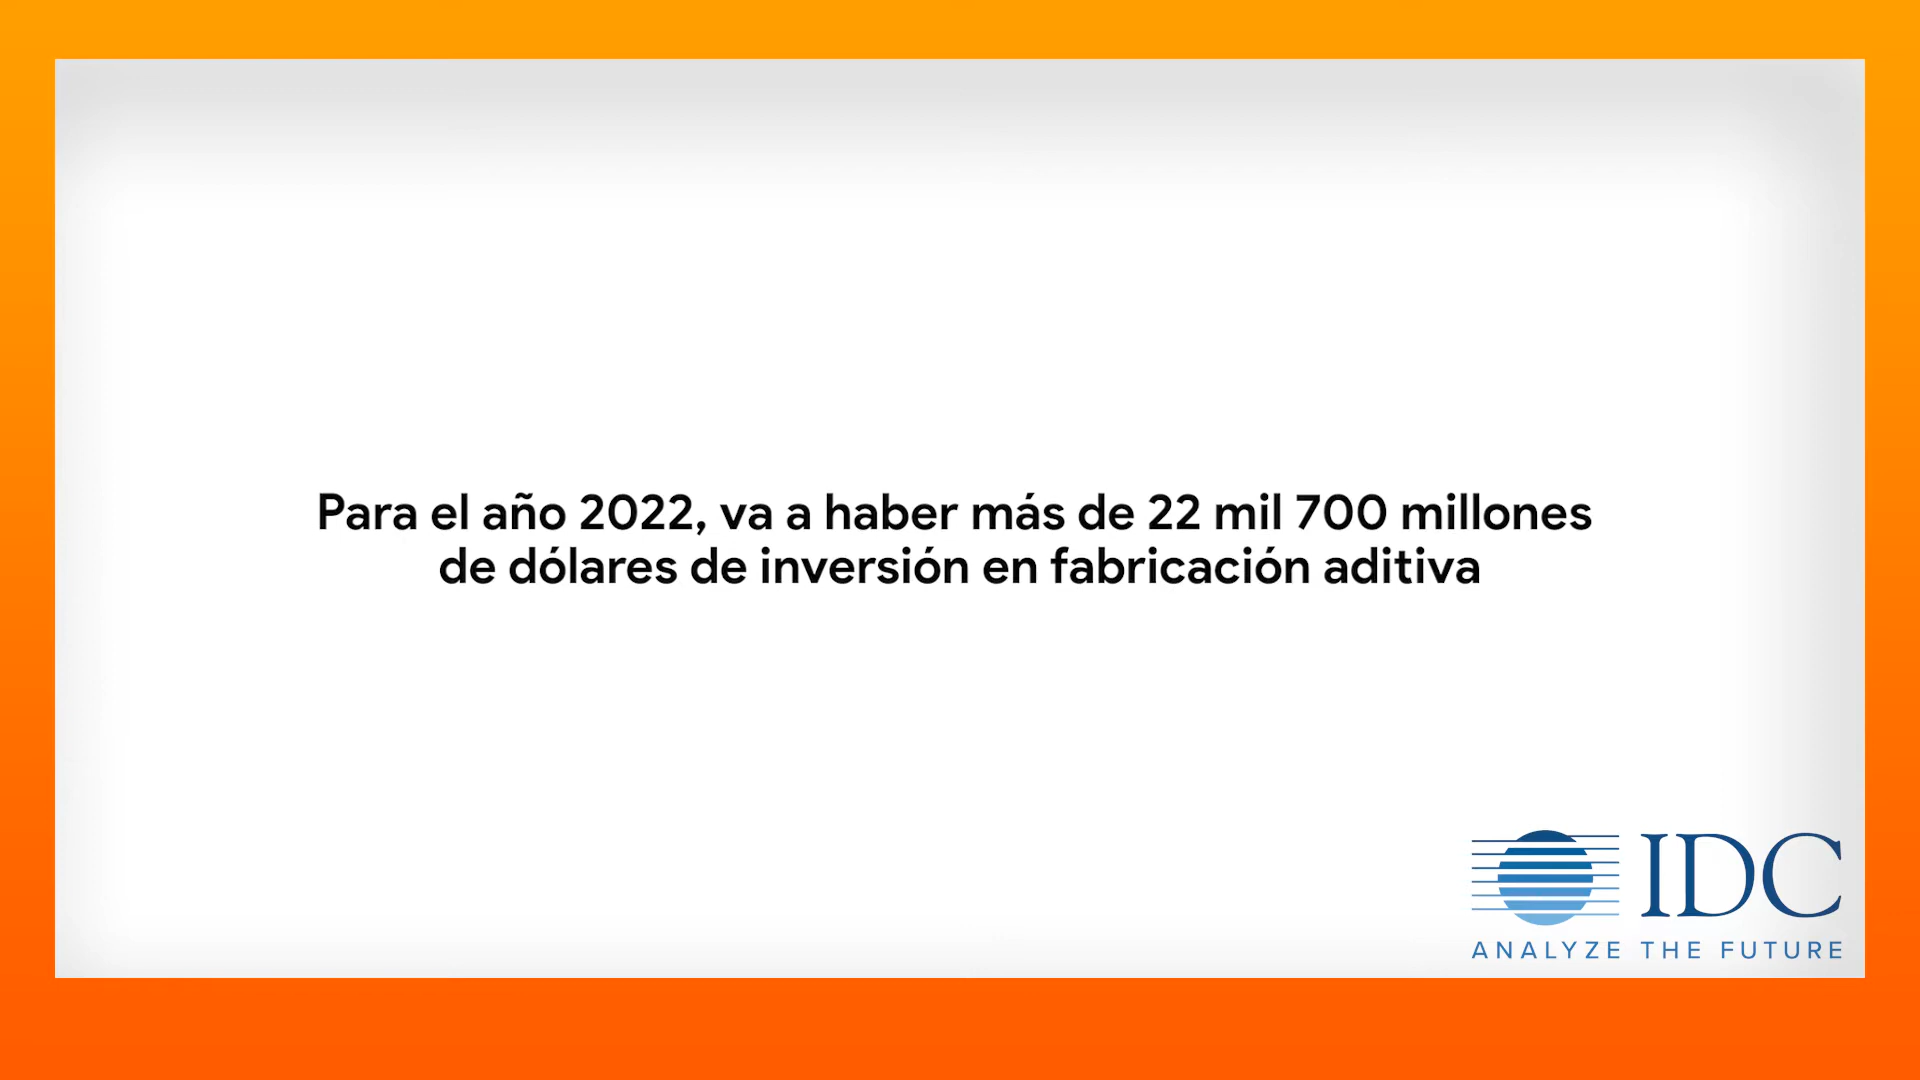 Para el año 2022, va a haber más de 22 mil 700 millones
de dólares de inversión en fabricación aditiva
IDC
ANALYZE THE FUTURE